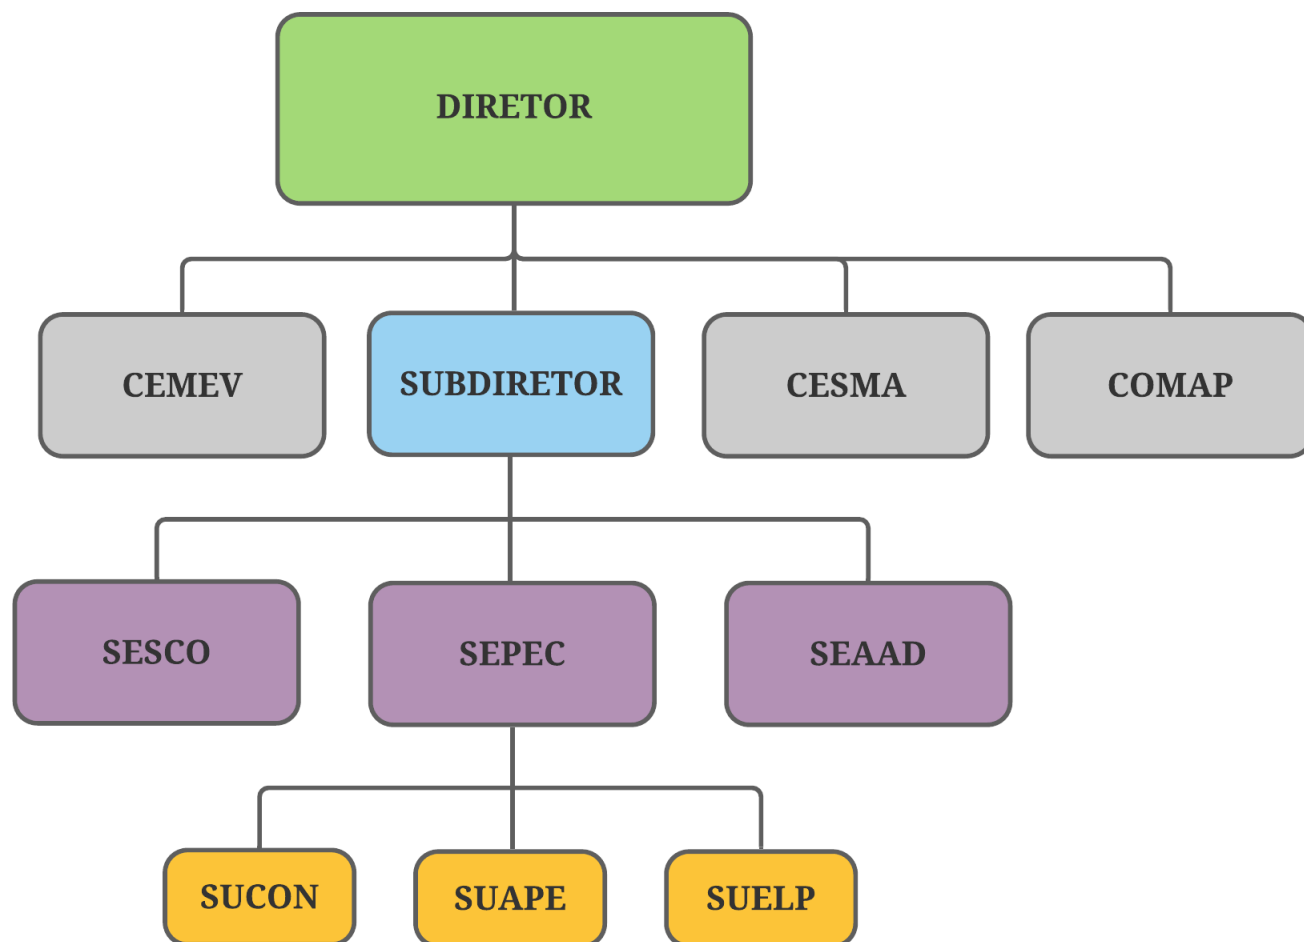 DIRETOR
CEMEV
SUBDIRETOR
CESMA
COMAP
SESCO
SEPEC
SEAAD
SUCON
SUAPE
SUELP